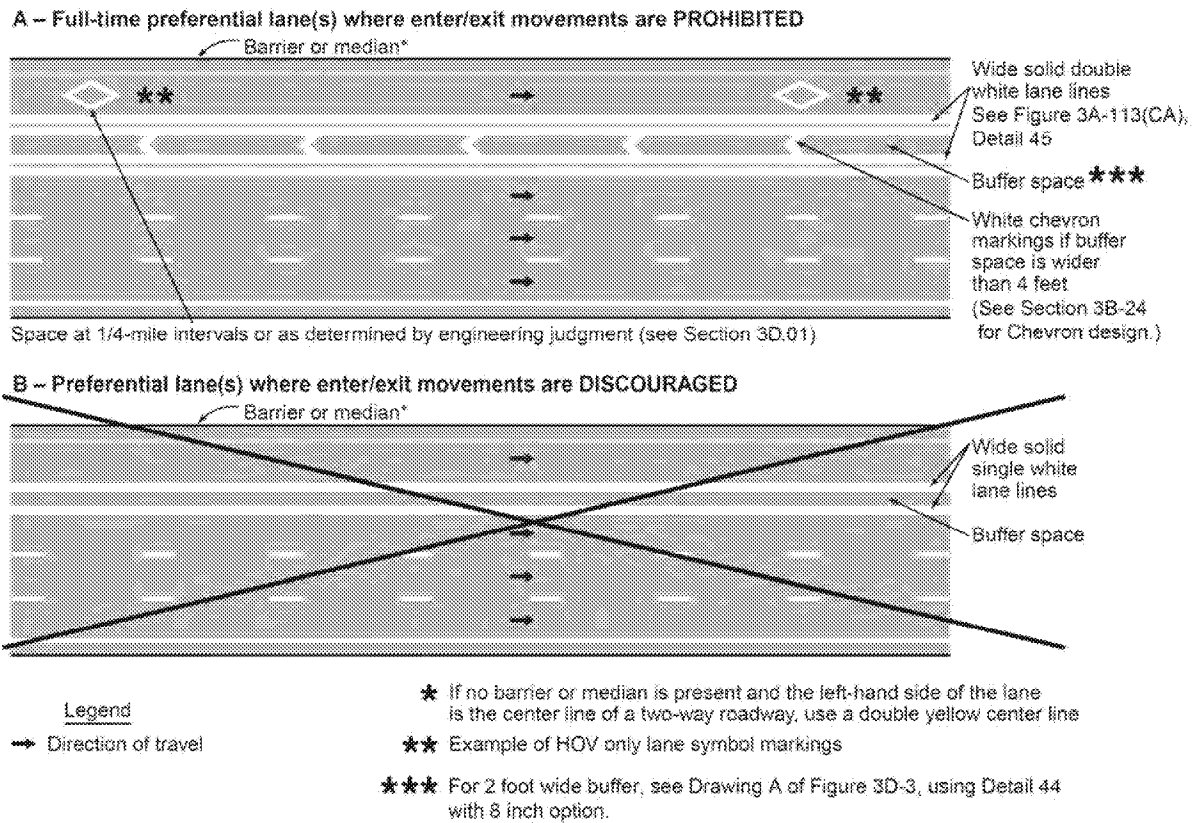 A – Full-time preferential lane(s) where enter/exit movements are PROHIBITED
Barrier or median*
**
**
Wide solid double
white lane lines
See Figure 3A-113(CA),
Detail 45
Buffer space ***
White chevron
markings if buffer
space is wider
than 4 feet
(See Section 3B-24
for Chevron design.)
Space at 1/4-mile intervals or as determined by engineering judgment (see Section 3D.01)
B – Preferential lane(s) where enter/exit movements are DISCOURAGED
Barrier or median*
Wide solid
single white
lane lines
Buffer space
Legend
Direction of travel
* If no barrier or median is present and the left-hand side of the lane
is the center line of a two-way roadway, use a double yellow center line
** Example of HOV only lane symbol markings
*** For 2 foot wide buffer, see Drawing A of Figure 3D-3, using Detail 44
with 8 inch option.